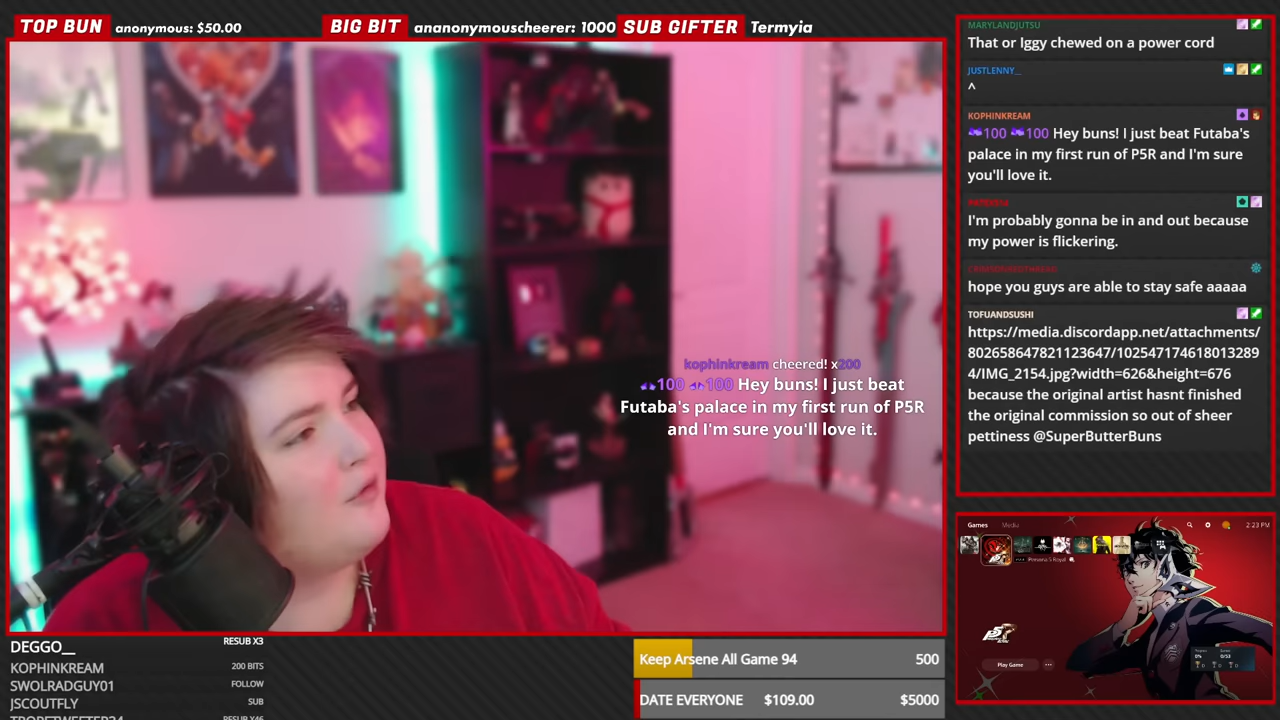 TOP BUN anonymous: $50.00
BIG BIT ananonymouscheerer: 1000
SUB GIFTER Termyia
MARYLANDJUTSU
That or Iggy chewed on a power cord
JUSTLENNY__
^
KOPHINKREAM
100 100 Hey buns! I just beat Futaba's
palace in my first run of P5R and I'm sure
you'll love it.
I'm probably gonna be in and out because
my power is flickering.
hope you guys are able to stay safe aaaaa
TOFUANDSUSHI
https://media.discordapp.net/attachments/
802658647821123647/102547174618013289
4/IMG_2154.jpg?width=626&height=676
because the original artist hasnt finished
the original commission so out of sheer
pettiness @SuperButterBuns
kophinkream cheered! x200
100 100 Hey buns! I just beat
Futaba's palace in my first run of P5R
and I'm sure you'll love it.
Games Media 2:23 PM
Persona 5 Royal
Play Game
DEGGO__ RESUB X3
KOPHINKREAM 200 BITS
SWOLRADGUY01 FOLLOW
JSCOUTFLY SUB
Keep Arsene All Game 94 500
DATE EVERYONE $109.00 $5000